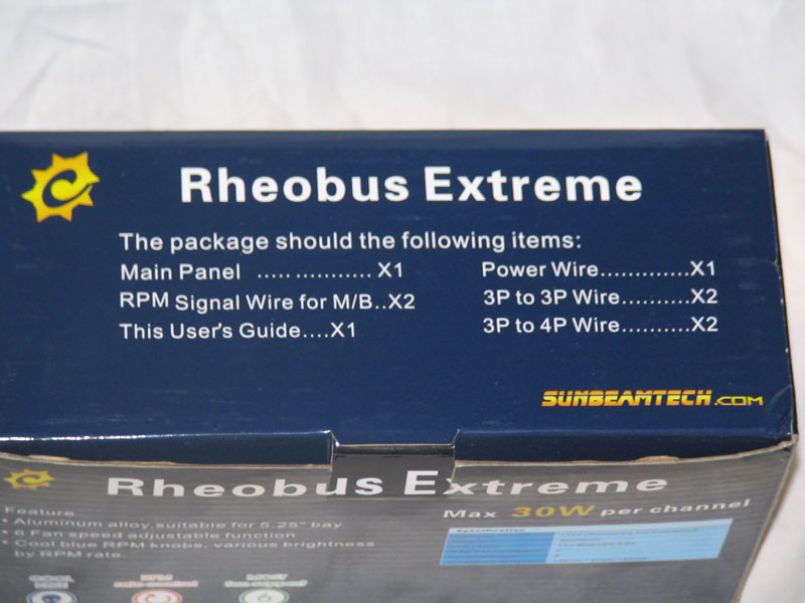 Rheobus Extreme
The package should the following items:
Main Panel ..... ........... X1
RPM Signal Wire for M/B..X2
This User's Guide....X1
Power Wire.............X1
3P to 3P Wire..........X2
3P to 4P Wire..........X2
SUNBEAMTECH.COM
Rheobus Extreme
Feature
• Aluminum alloy,suitable for 5.25" bay
• 6 Fan speed adjustable function
• Cool blue RPM knobs, various brightness
by RPM rate.
Max 30W per channel
Specification
COOL
RPM